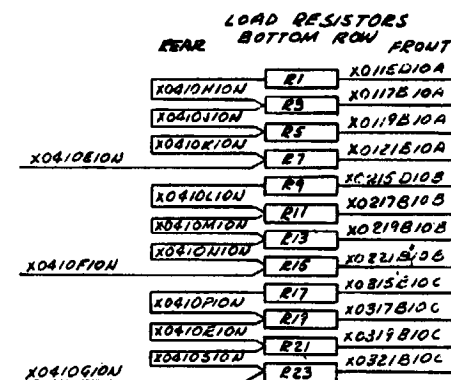 LOAD RESISTORS
BOTTOM ROW
REAR FRONT
R1 X0115D10A
X0410H10N R3 X0117B10A
X0410J10N R5 X0119B10A
X0410K10N R7 X0121B10A
X0410E10N
R9 X0215D10B
X0410L10N R11 X0217B10B
X0410M10N R13 X0219B10B
X0410N10N R15 X0221B10B
X0410F10N
R17 X0315B10C
X0410P10N R19 X0317B10C
X0410R10N R21 X0319B10C
X0410S10N R23 X0321B10C
X0410G10N